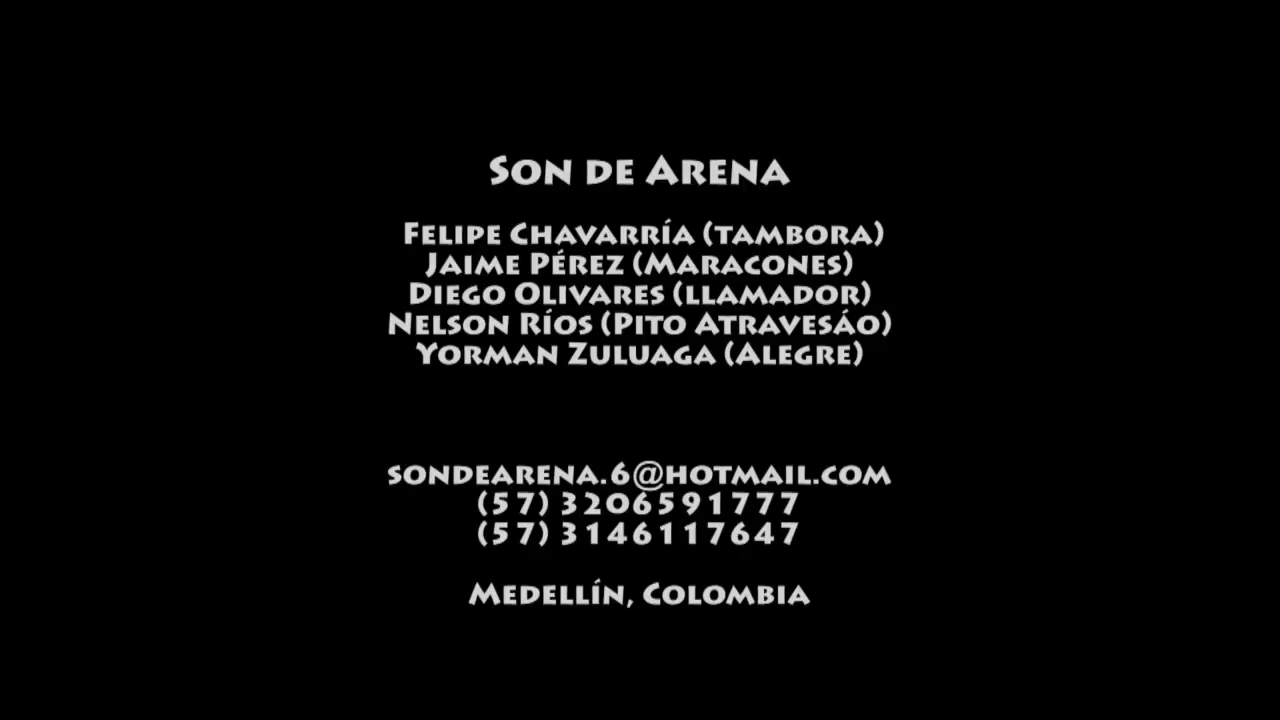 Son de Arena
Felipe Chavarría (tambora)
Jaime Pérez (Maracones)
Diego Olivares (llamador)
Nelson Ríos (Pito Atravesáo)
Yorman Zuluaga (Alegre)
sondearena.6@hotmail.com
(57) 3206591777
(57) 3146117647
Medellín, Colombia